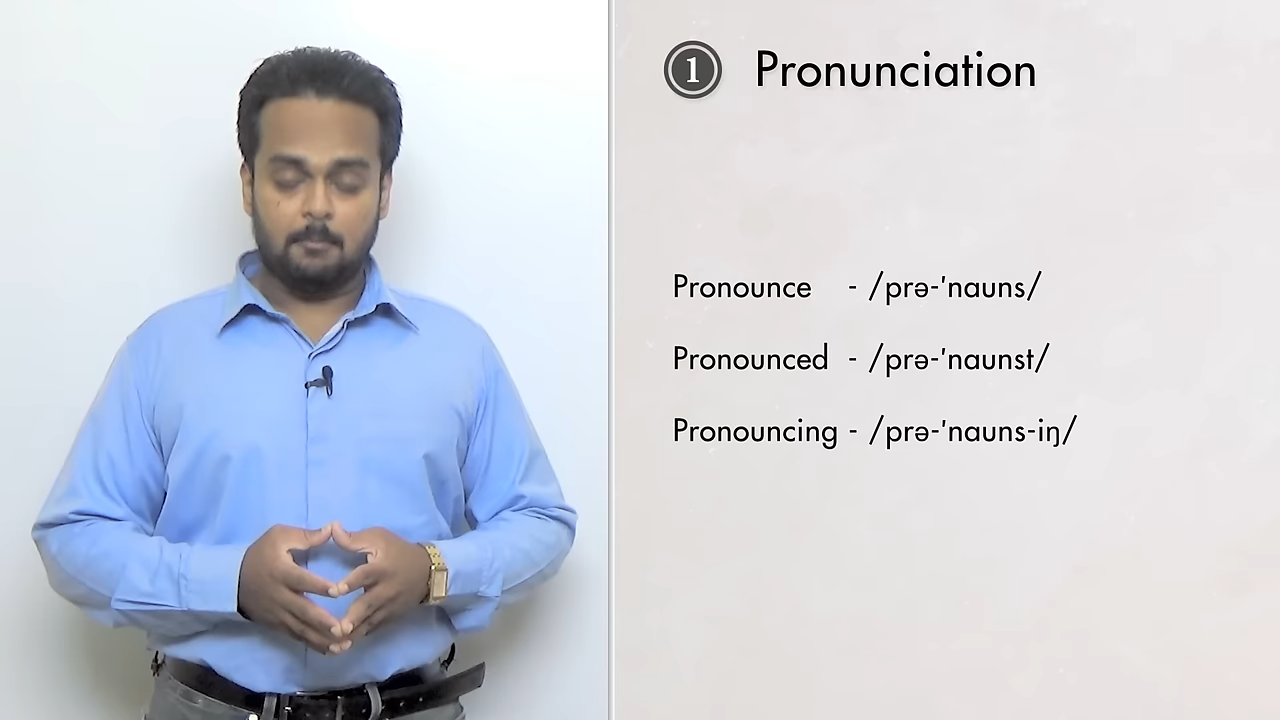 1 Pronunciation
Pronounce - /prə-ˈnauns/
Pronounced - /prə-ˈnaunst/
Pronouncing - /prə-ˈnauns-iŋ/